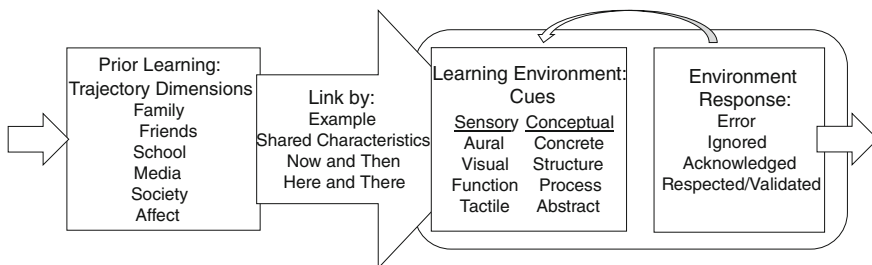 Prior Learning:
Trajectory Dimensions
Family
Friends
School
Media
Society
Affect
Link by:
Example
Shared Characteristics
Now and Then
Here and There
Learning Environment:
Cues
Sensory Conceptual
Aural Concrete
Visual Structure
Function Process
Tactile Abstract
Environment
Response:
Error
Ignored
Acknowledged
Respected/Validated